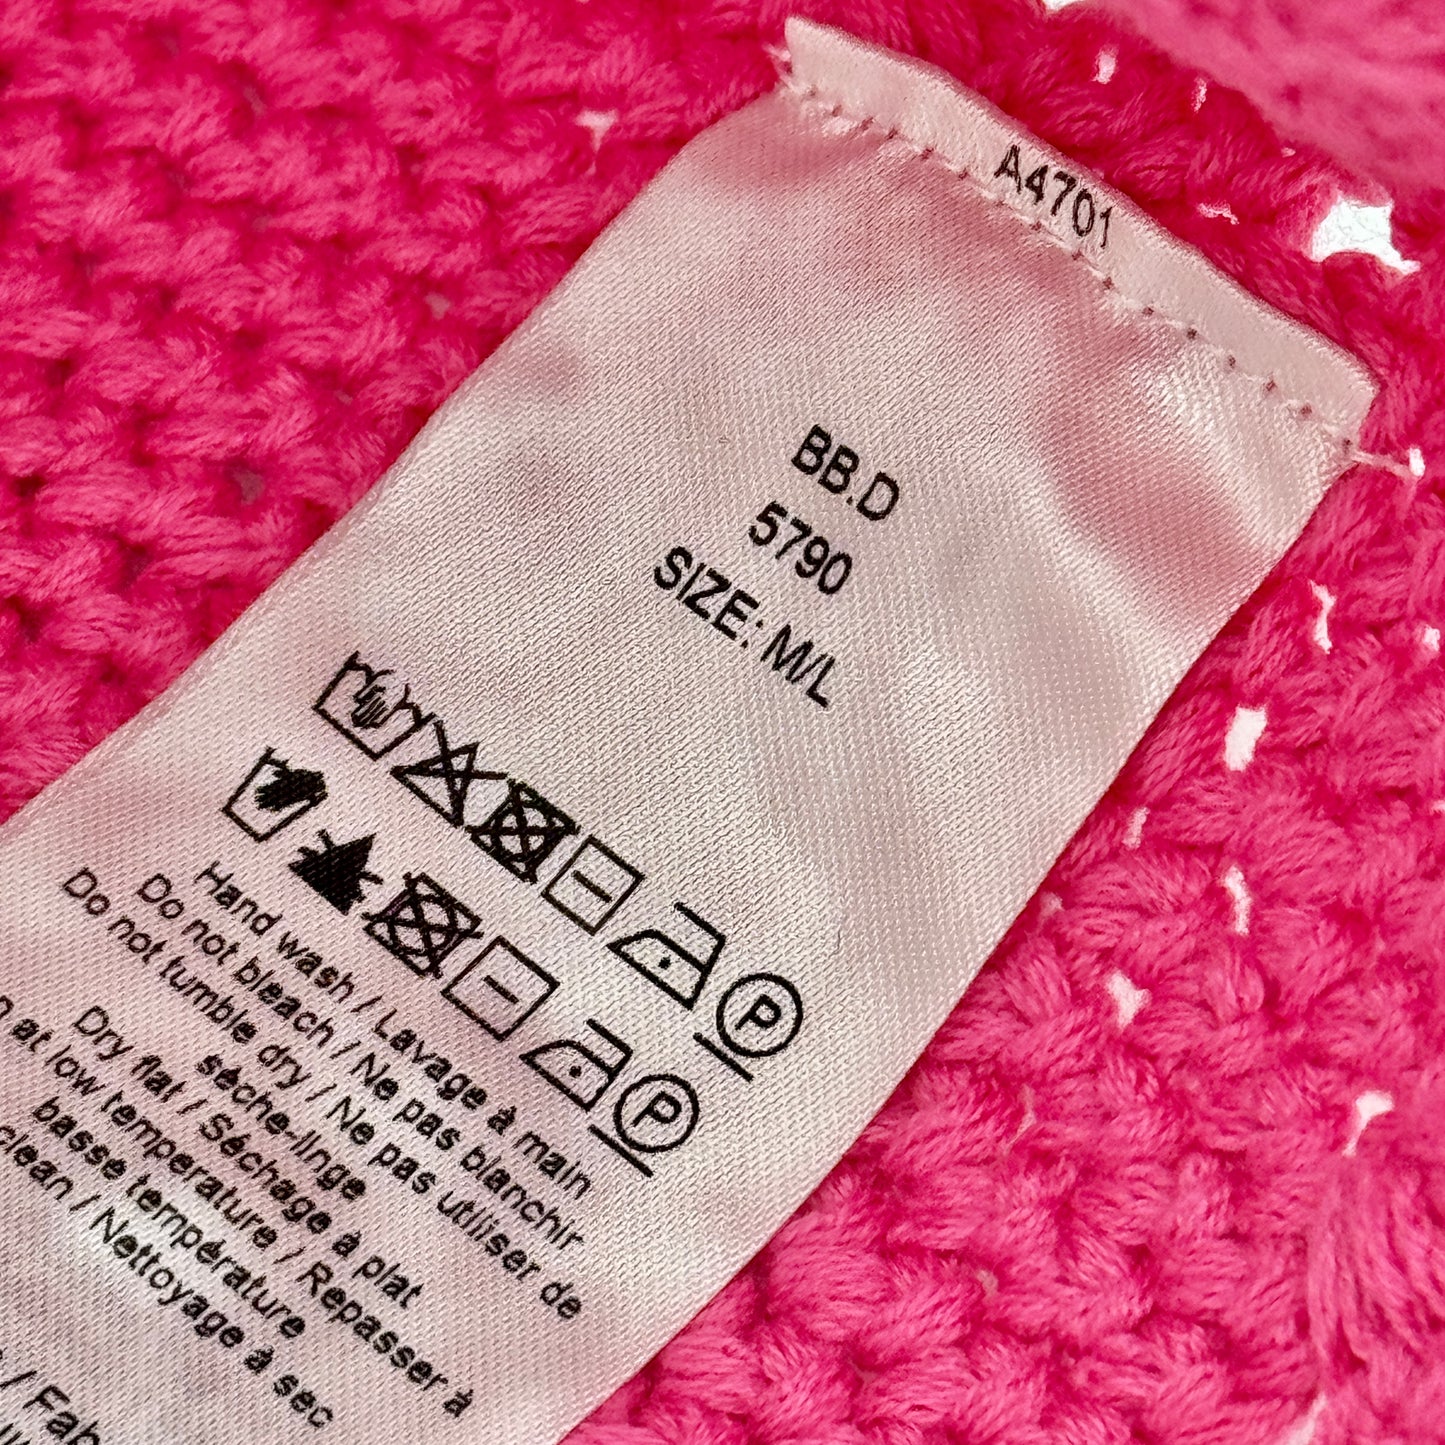 A4701
BB.D
5790
SIZE: M/L
P
P
Hand wash / Lavage à main
Do not bleach / Ne pas blanchir
Do not tumble dry / Ne pas utiliser de
sèche-linge
Dry flat / Séchage à plat
at low temperature / Repasser à
basse température
clean / Nettoyage à sec
/ Fab